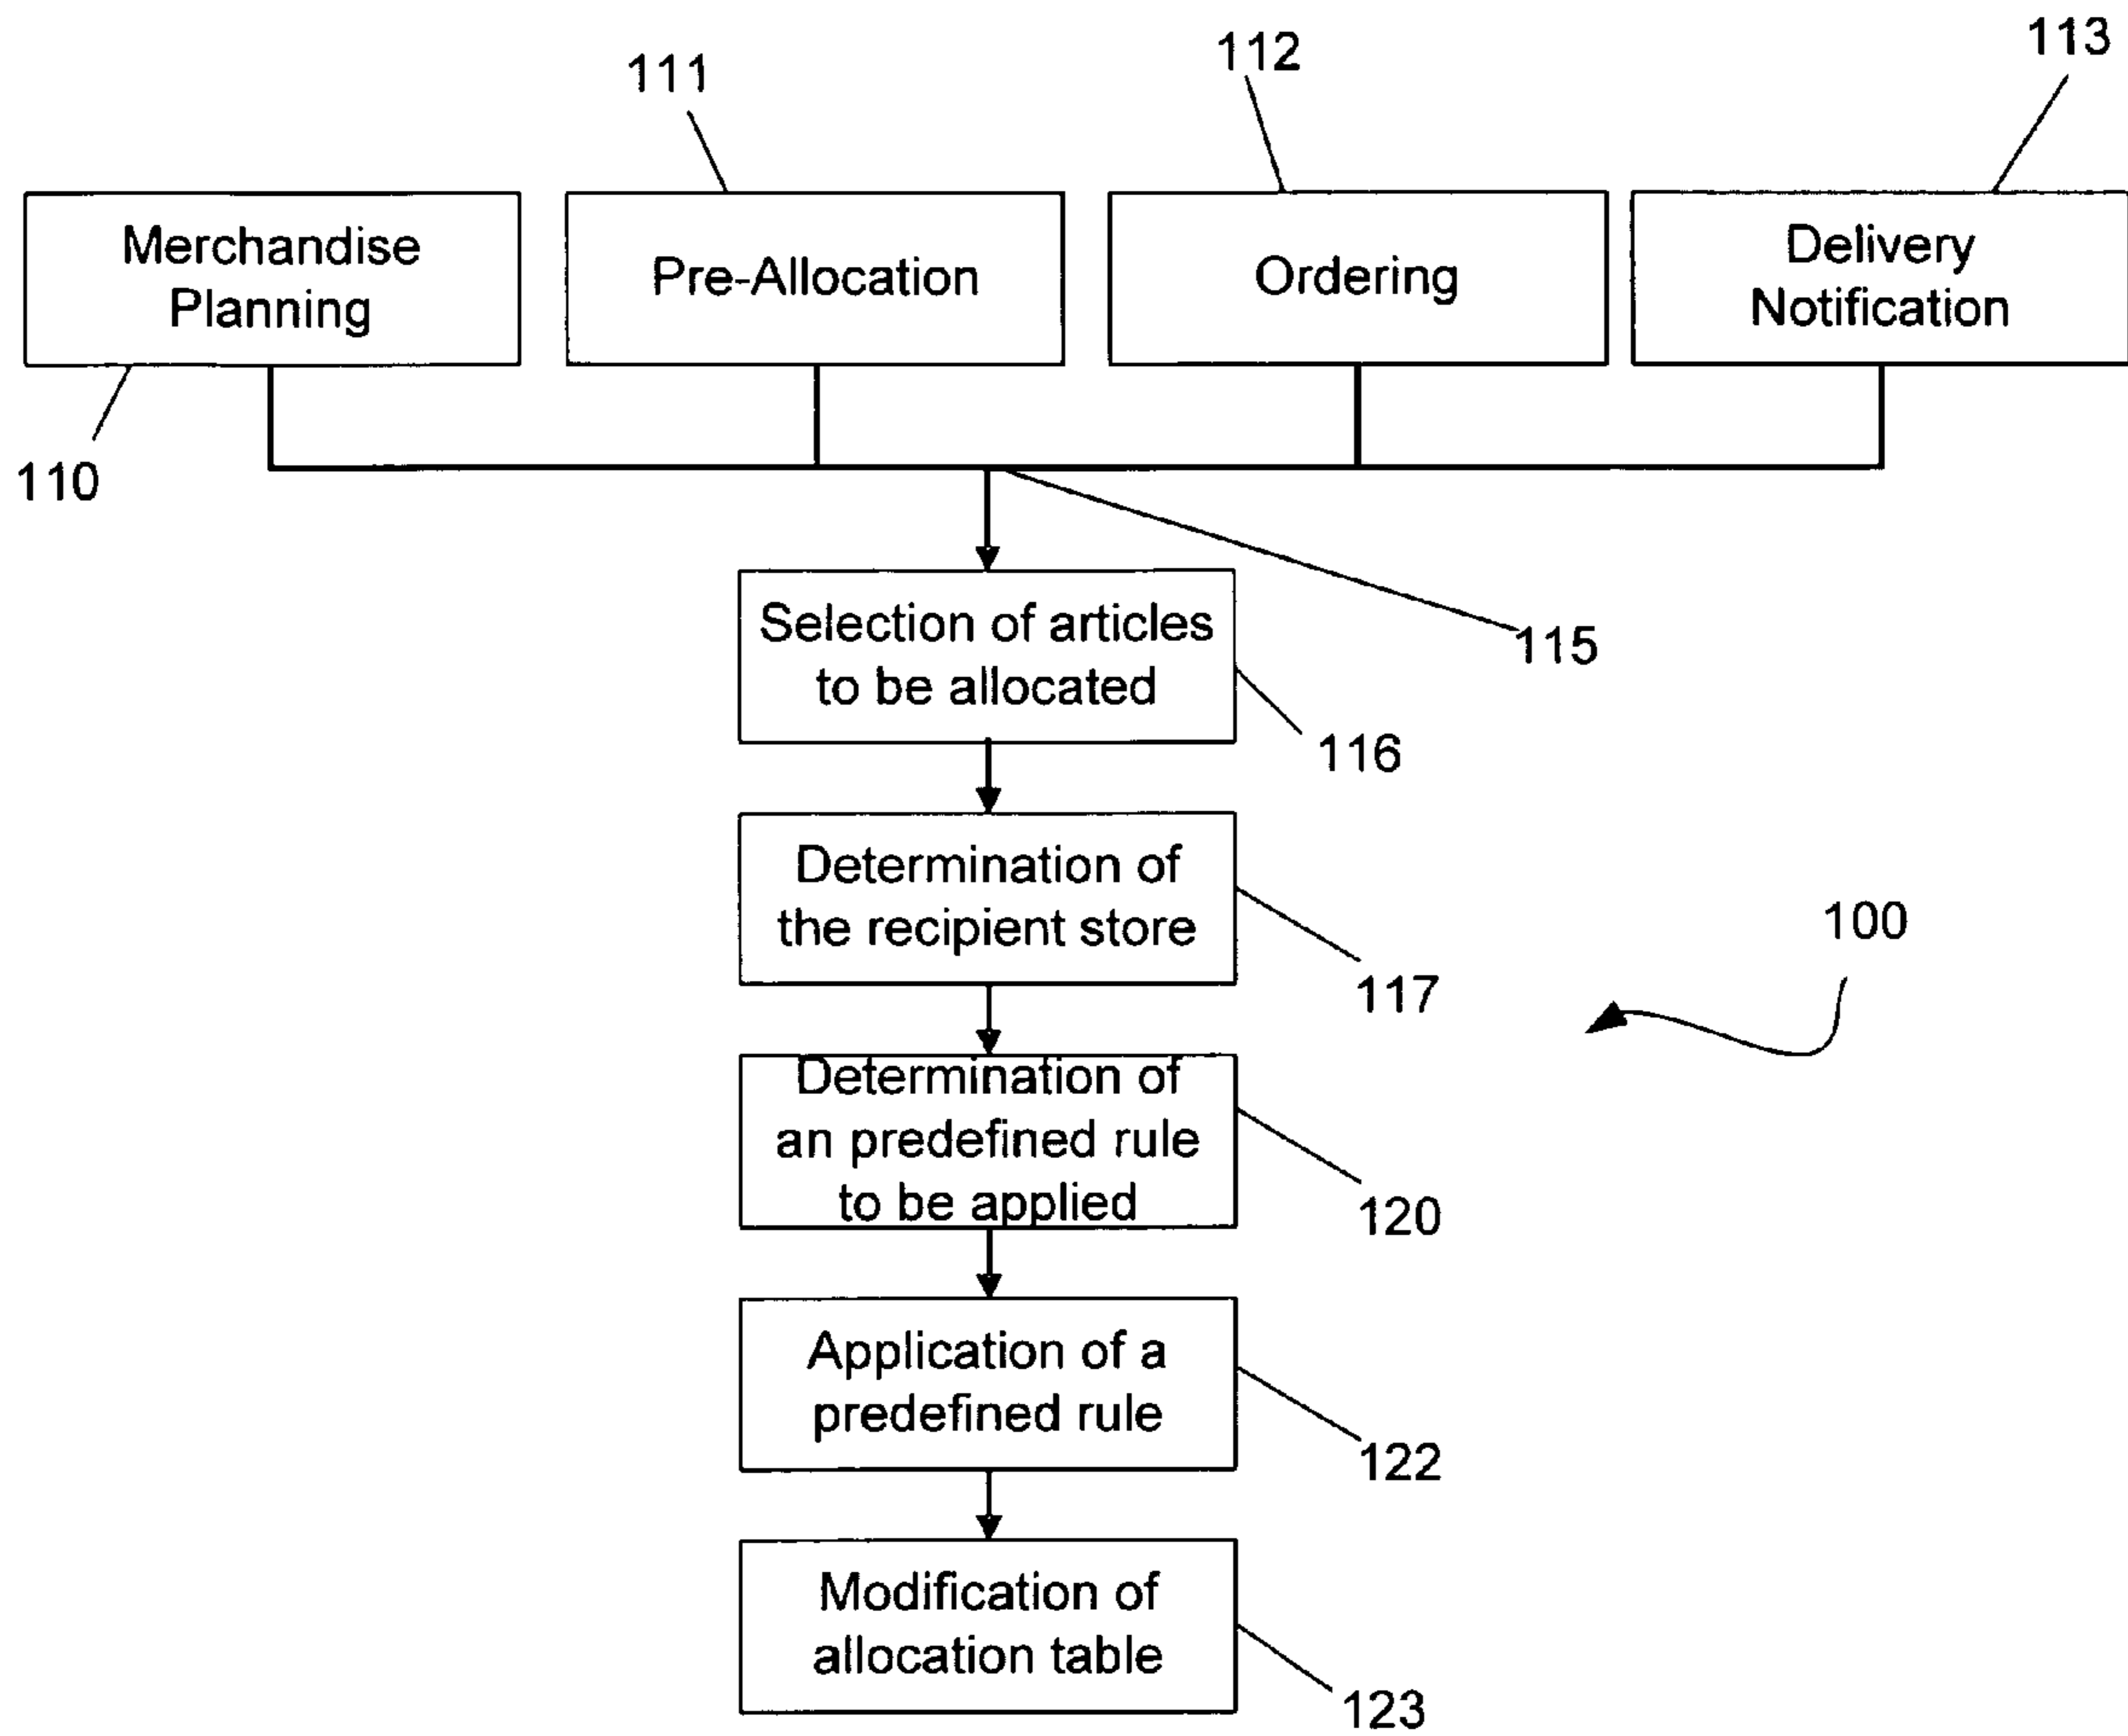 113
112
111
Merchandise
Planning
Pre-Allocation
Ordering
Delivery
Notification
110
Selection of articles
to be allocated
115
116
Determination of
the recipient store
117
100
Determination of
an predefined rule
to be applied
120
Application of a
predefined rule
122
Modification of
allocation table
123